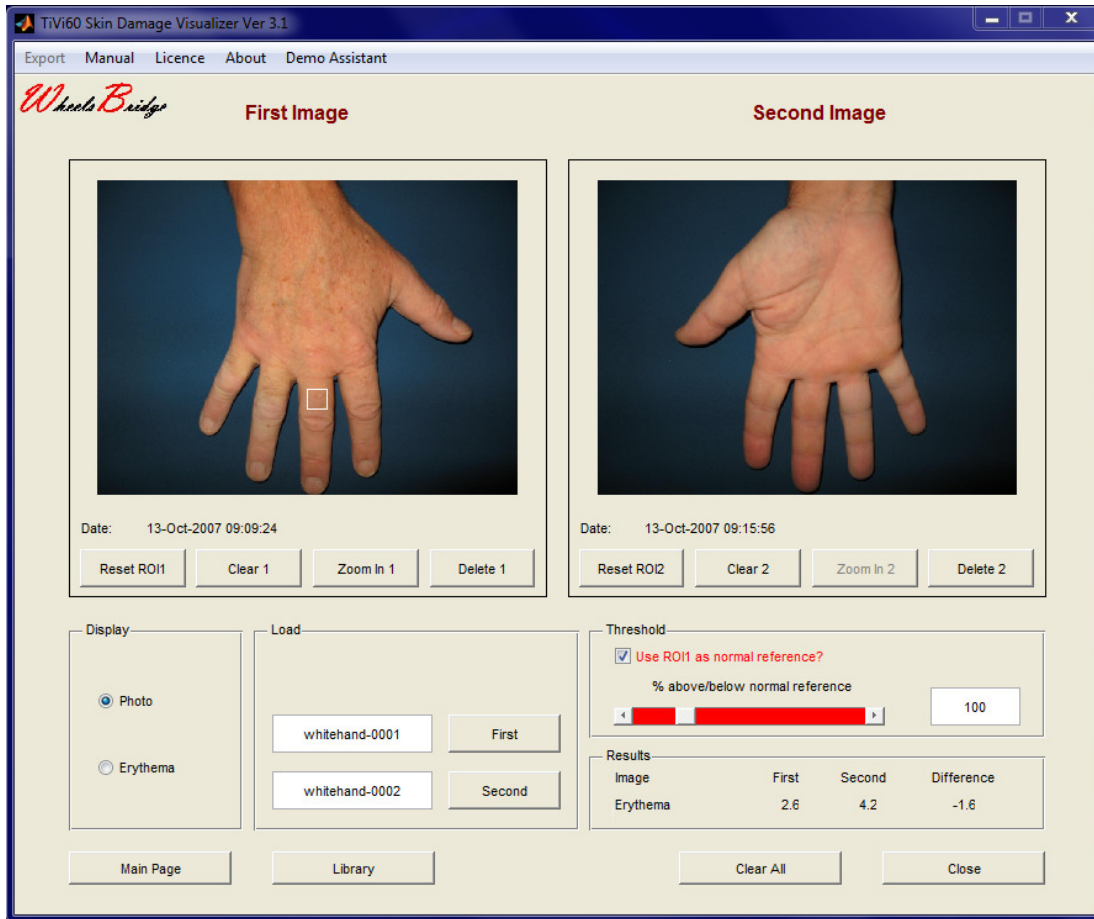 TiVi60 Skin Damage Visualizer Ver 3.1
Export Manual Licence About Demo Assistant
WheelsBridge
First Image
Second Image
Date: 13-Oct-2007 09:09:24
Reset ROI1 Clear 1 Zoom In 1 Delete 1
Date: 13-Oct-2007 09:15:56
Reset ROI2 Clear 2 Zoom In 2 Delete 2
Display
Photo
Erythema
Load
whitehand-0001 First
whitehand-0002 Second
Threshold
Use ROI1 as normal reference?
% above/below normal reference
100
Results
Image First Second Difference
Erythema 2.6 4.2 -1.6
Main Page Library Clear All Close